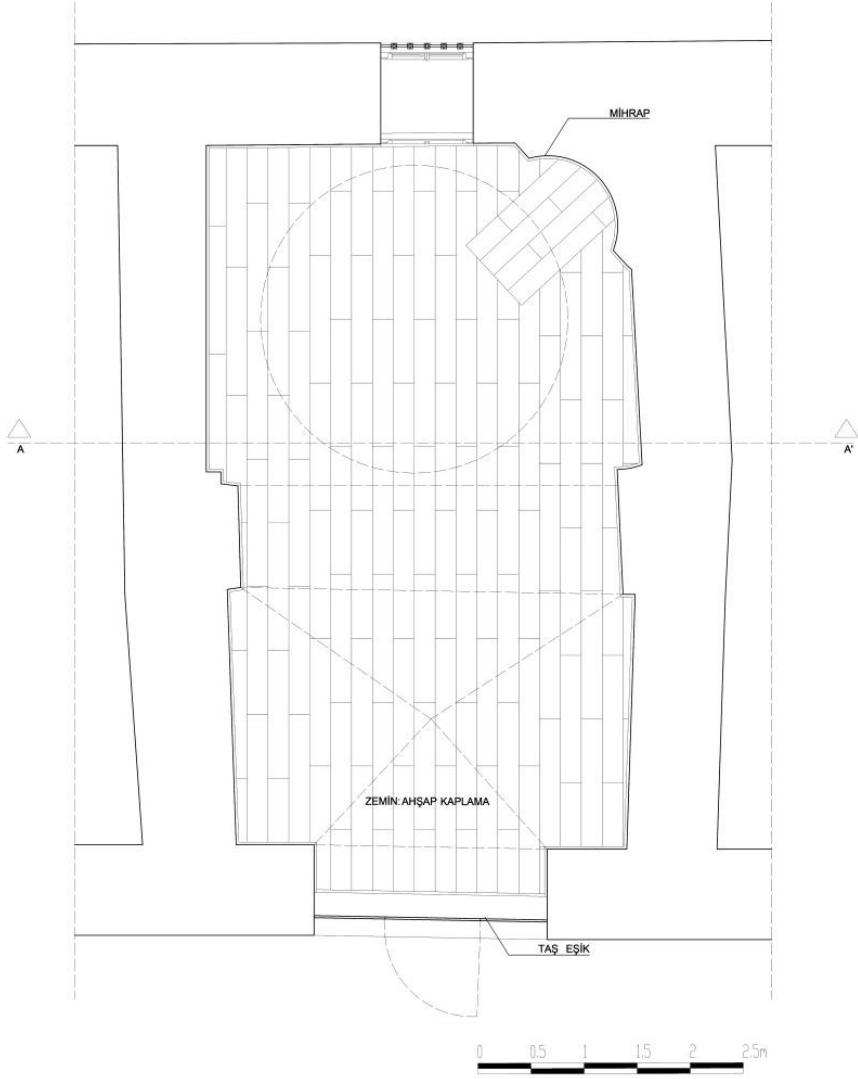 MİHRAP
A
A'
ZEMİN: AHŞAP KAPLAMA
TAŞ EŞİK
0 0.5 1 1.5 2 2.5m